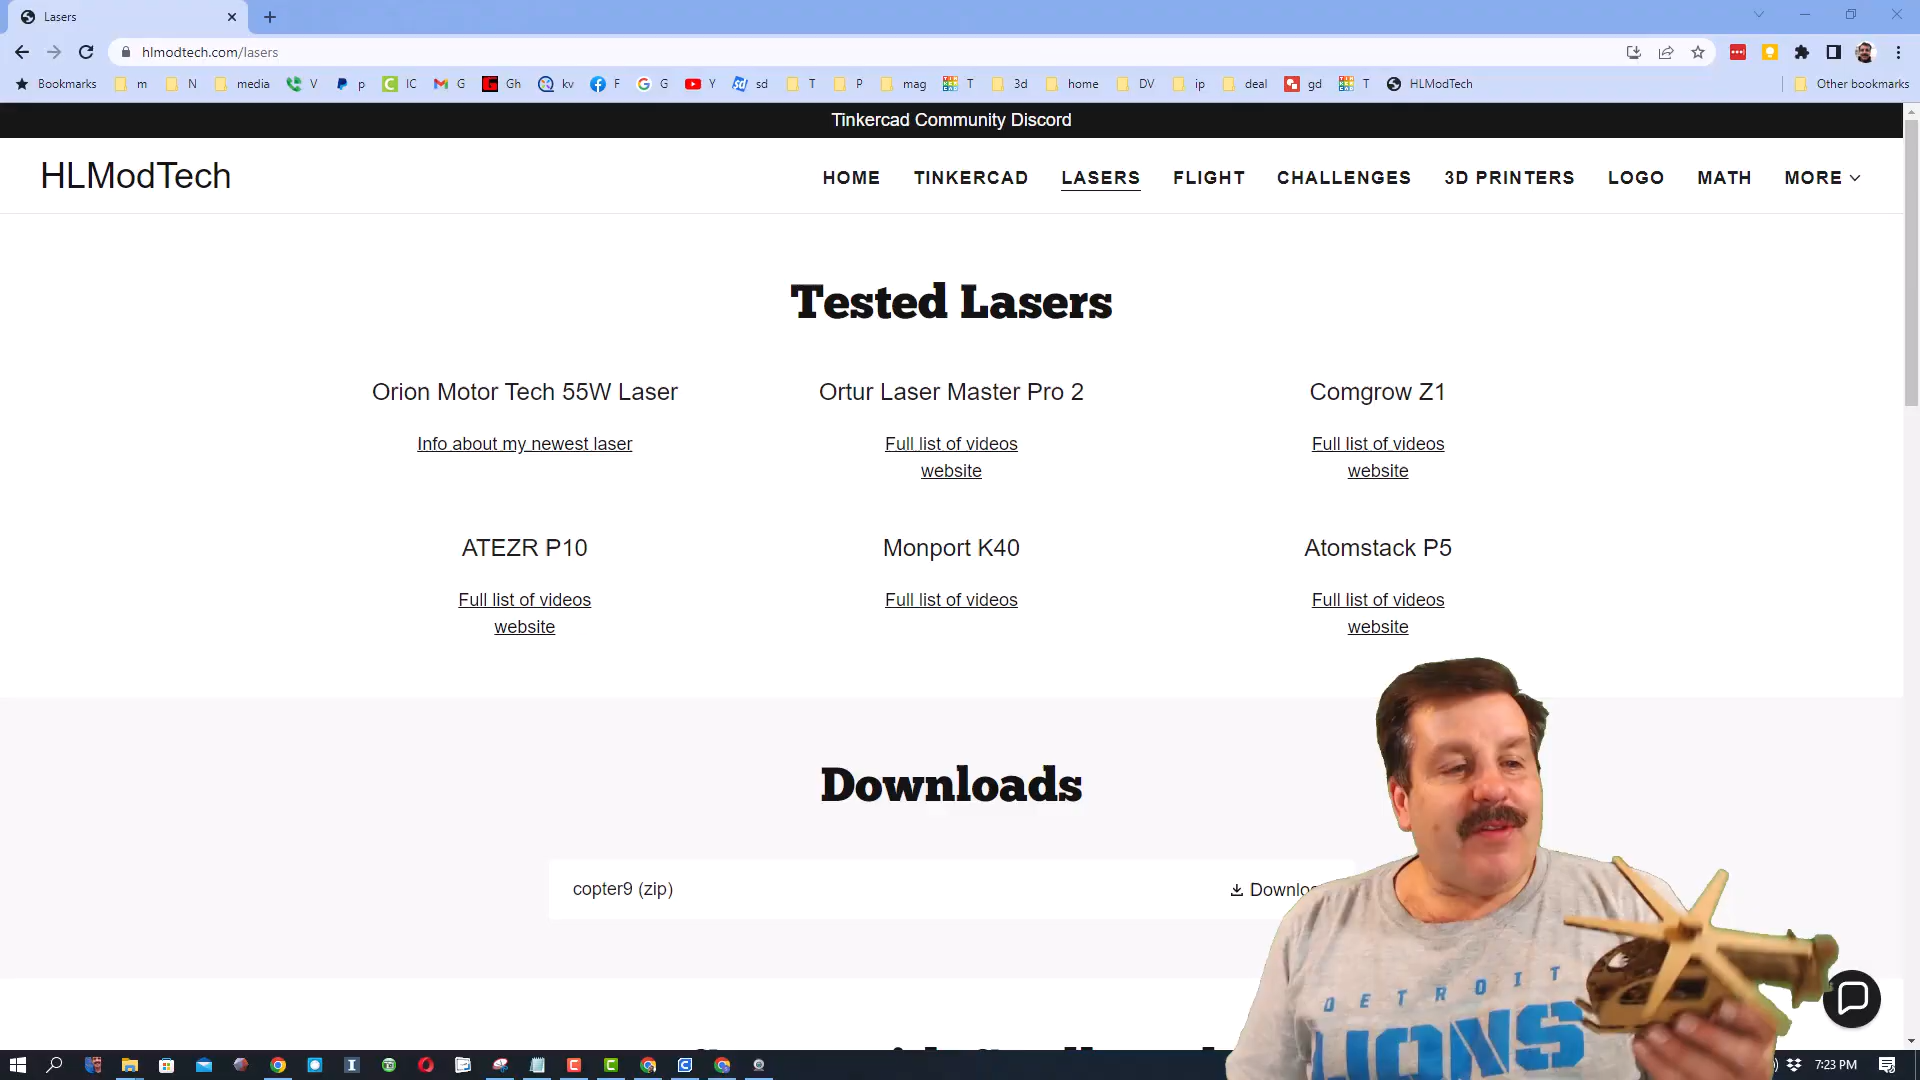 Lasers
hlmodtech.com/lasers
Bookmarks m N media V p IC G Gh kv F G Y sd T P mag T 3d home DV ip deal gd T HLModTech Other bookmarks
Tinkercad Community Discord
HLModTech
HOME TINKERCAD LASERS FLIGHT CHALLENGES 3D PRINTERS LOGO MATH MORE
Tested Lasers
Orion Motor Tech 55W Laser
Ortur Laser Master Pro 2
Comgrow Z1
Info about my newest laser
Full list of videos
website
Full list of videos
website
ATEZR P10
Monport K40
Atomstack P5
Full list of videos
website
Full list of videos
Full list of videos
website
Downloads
copter9 (zip)
DETROIT
LIONS
7:23 PM